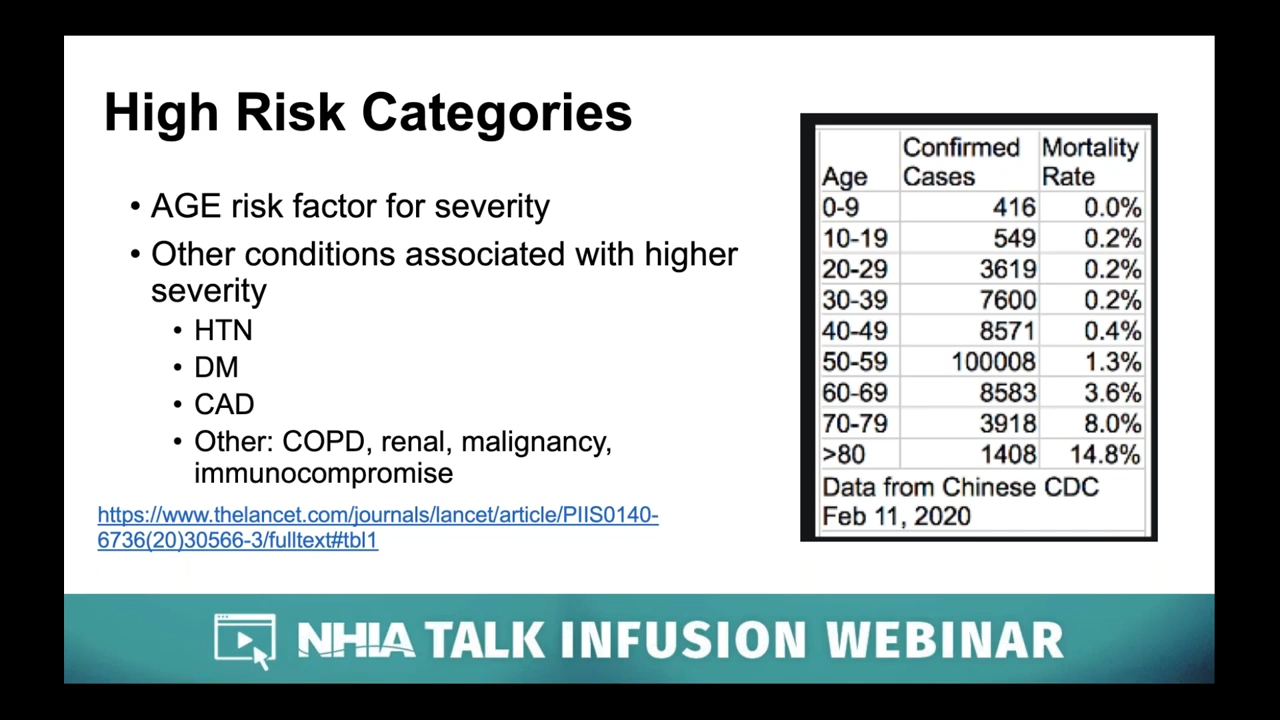 High Risk Categories
• AGE risk factor for severity
• Other conditions associated with higher
severity
• HTN
• DM
• CAD
• Other: COPD, renal, malignancy,
immunocompromise
https://www.thelancet.com/journals/lancet/article/PIIS0140-
6736(20)30566-3/fulltext#tbl1
Confirmed Mortality
Age Cases Rate
0-9 416 0.0%
10-19 549 0.2%
20-29 3619 0.2%
30-39 7600 0.2%
40-49 8571 0.4%
50-59 100008 1.3%
60-69 8583 3.6%
70-79 3918 8.0%
>80 1408 14.8%
Data from Chinese CDC
Feb 11, 2020
NHIA TALK INFUSION WEBINAR